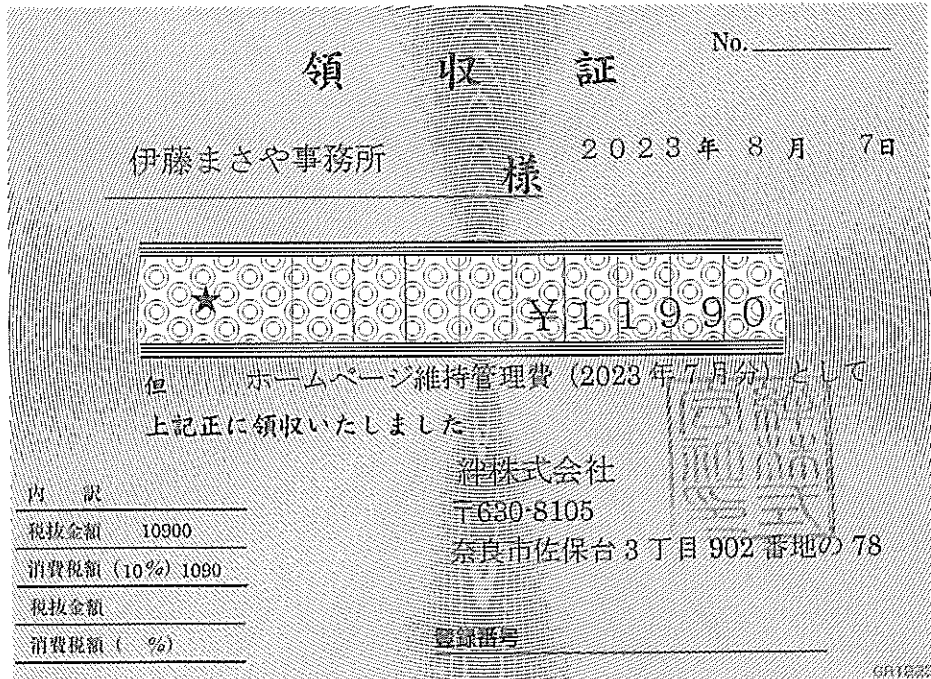 No.
領収証
伊藤まさや事務所 様
2023年 8月 7日
★ ¥11990
但 ホームページ維持管理費(2023年7月分)として
上記正に領収いたしました
絆株式会社
〒630-8105
奈良市佐保台3丁目902番地の78
内 訳
税抜金額 10900
消費税額(10%)1090
税抜金額
消費税額( %)
登録番号